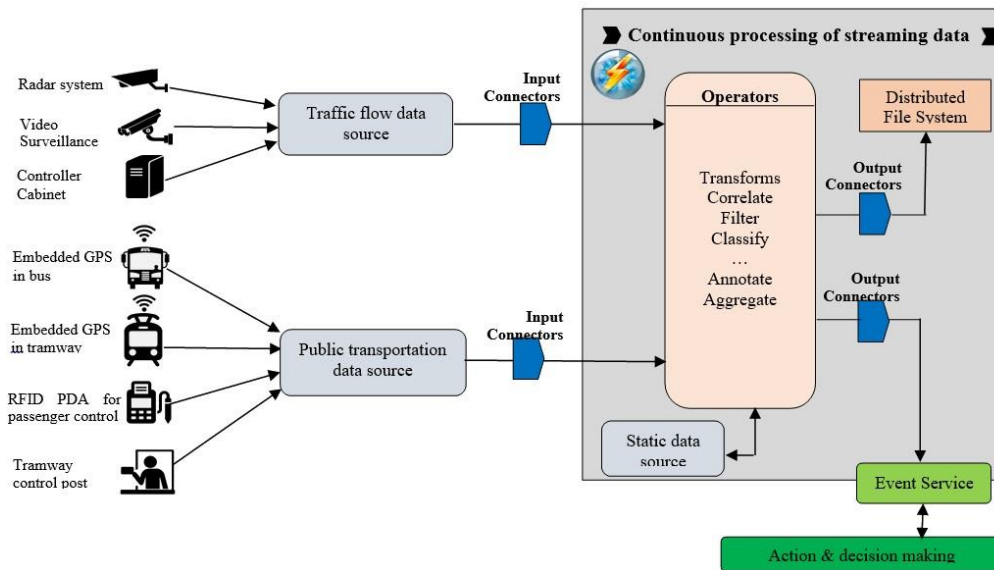 Continuous processing of streaming data
Radar system
Video
Surveillance
Controller
Cabinet
Traffic flow data
source
Input
Connectors
Operators
Transforms
Correlate
Filter
Classify
…
Annotate
Aggregate
Distributed
File System
Output
Connectors
Embedded GPS
in bus
Embedded GPS
in tramway
RFID PDA for
passenger control
Tramway
control post
Public transportation
data source
Input
Connectors
Output
Connectors
Static data
source
Event Service
Action & decision making